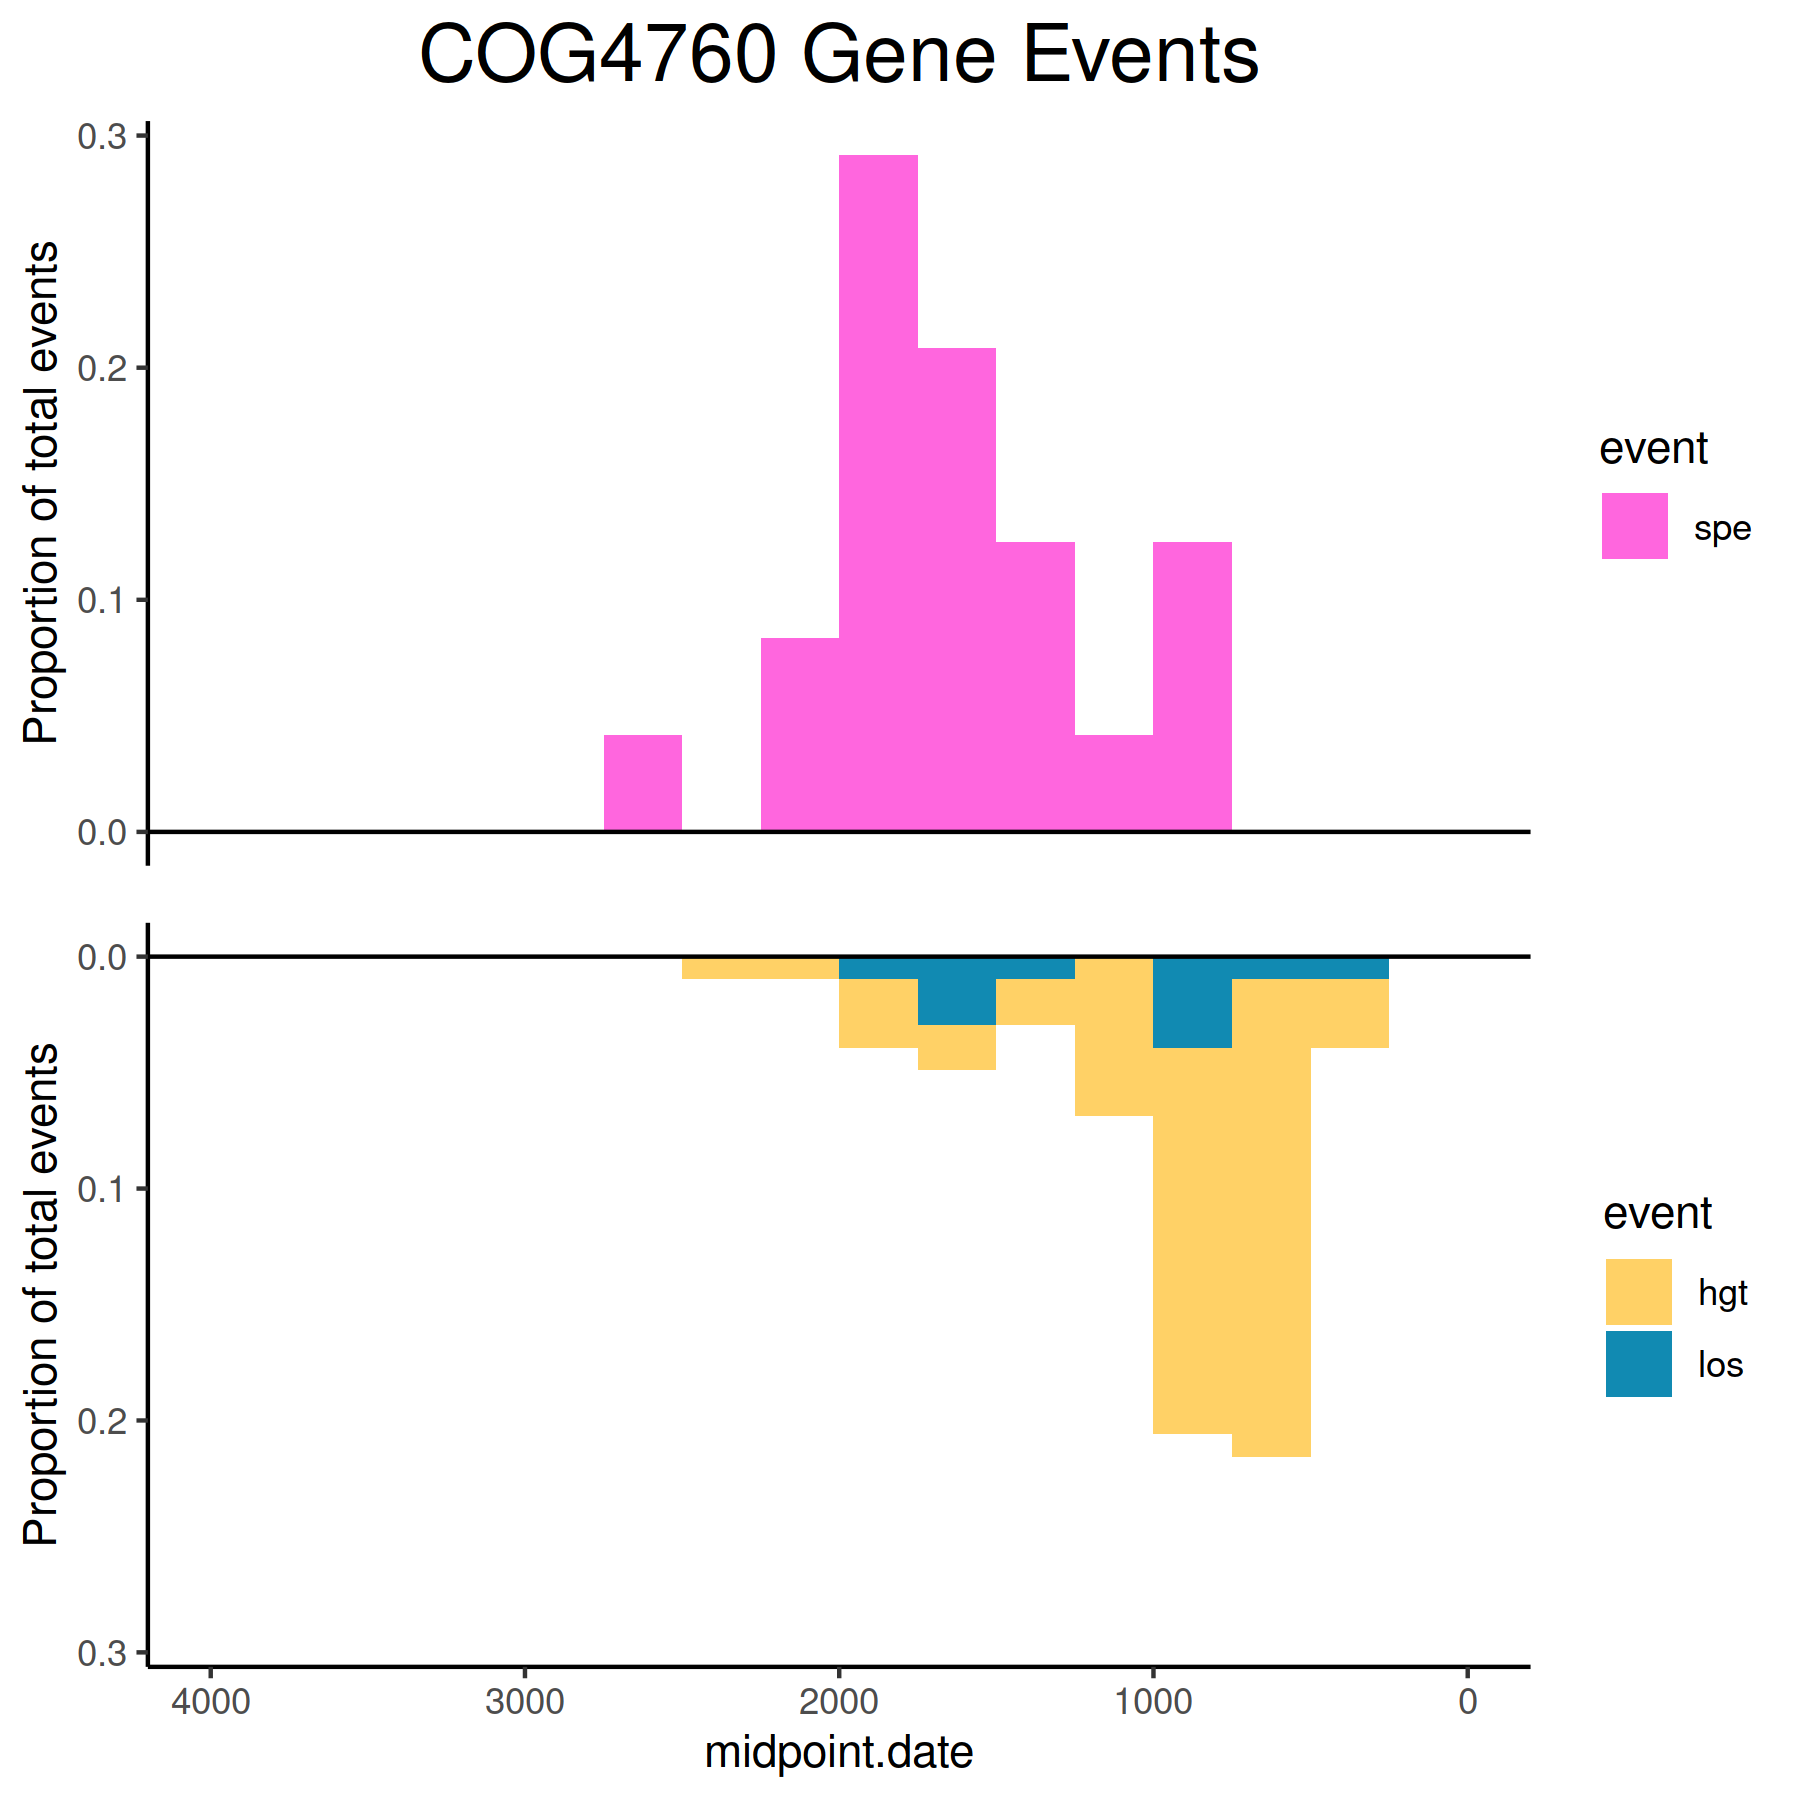 COG4760 Gene Events
Proportion of total events
0.3
0.2
0.1
0.0
event
spe
Proportion of total events
0.0
0.1
0.2
0.3
event
hgt
los
4000 3000 2000 1000 0
midpoint.date